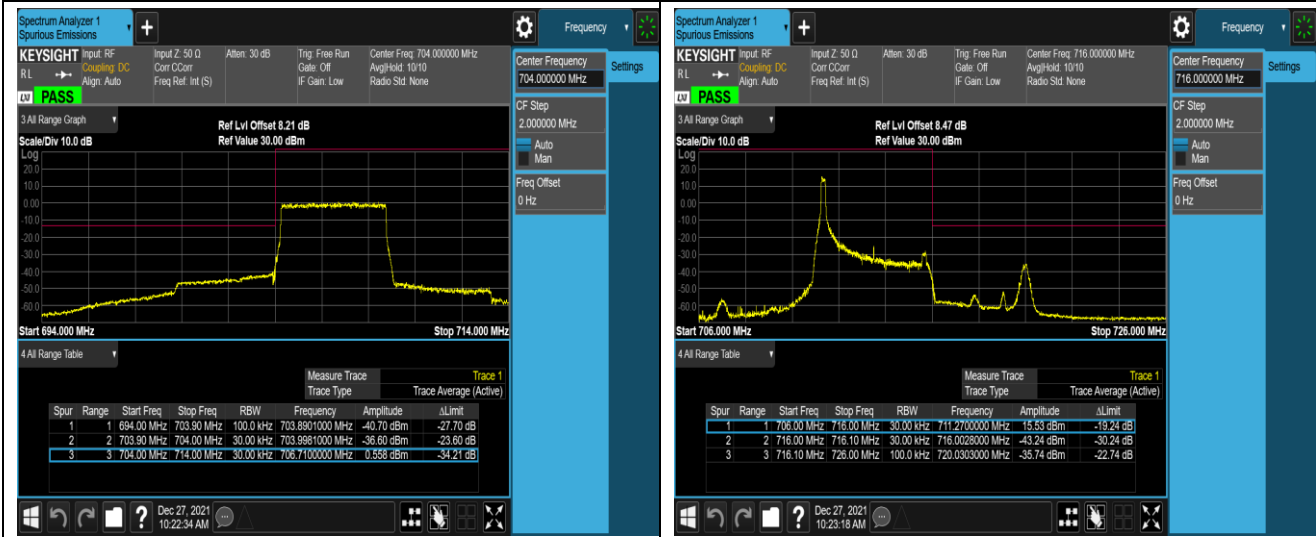 Spectrum Analyzer 1
Spurious Emissions
Frequency
KEYSIGHT Input: RF Input Z: 50 Ω Atten: 30 dB Trig: Free Run Center Freq: 704.000000 MHz
R L Coupling: DC Corr CCorr Gate: Off Avg|Hold: 10/10
Align: Auto Freq Ref: Int (S) IF Gain: Low Radio Std: None
LXI PASS
3 All Range Graph
Ref Lvl Offset 8.21 dB
Scale/Div 10.0 dB Ref Value 30.00 dBm
Log
20.0
10.0
0.00
-10.0
-20.0
-30.0
-40.0
-50.0
-60.0
Start 694.000 MHz Stop 714.000 MHz
4 All Range Table
Measure Trace Trace 1
Trace Type Trace Average (Active)
Spur Range Start Freq Stop Freq RBW Frequency Amplitude ΔLimit
1 1 694.00 MHz 703.90 MHz 100.0 kHz 703.8901000 MHz -40.70 dBm -27.70 dB
2 2 703.90 MHz 704.00 MHz 30.00 kHz 703.9981000 MHz -36.60 dBm -23.60 dB
3 3 704.00 MHz 714.00 MHz 30.00 kHz 706.7100000 MHz 0.558 dBm -34.21 dB
Dec 27, 2021
10:22:34 AM
Center Frequency
704.000000 MHz
Settings
CF Step
2.000000 MHz
Auto
Man
Freq Offset
0 Hz
Spectrum Analyzer 1
Spurious Emissions
Frequency
KEYSIGHT Input: RF Input Z: 50 Ω Atten: 30 dB Trig: Free Run Center Freq: 716.000000 MHz
R L Coupling: DC Corr CCorr Gate: Off Avg|Hold: 10/10
Align: Auto Freq Ref: Int (S) IF Gain: Low Radio Std: None
LXI PASS
3 All Range Graph
Ref Lvl Offset 8.47 dB
Scale/Div 10.0 dB Ref Value 30.00 dBm
Log
20.0
10.0
0.00
-10.0
-20.0
-30.0
-40.0
-50.0
-60.0
Start 706.000 MHz Stop 726.000 MHz
4 All Range Table
Measure Trace Trace 1
Trace Type Trace Average (Active)
Spur Range Start Freq Stop Freq RBW Frequency Amplitude ΔLimit
1 1 706.00 MHz 716.00 MHz 30.00 kHz 711.2700000 MHz 15.53 dBm -19.24 dB
2 2 716.00 MHz 716.10 MHz 30.00 kHz 716.0028000 MHz -43.24 dBm -30.24 dB
3 3 716.10 MHz 726.00 MHz 100.0 kHz 720.0303000 MHz -35.74 dBm -22.74 dB
Dec 27, 2021
10:23:18 AM
Center Frequency
716.000000 MHz
Settings
CF Step
2.000000 MHz
Auto
Man
Freq Offset
0 Hz